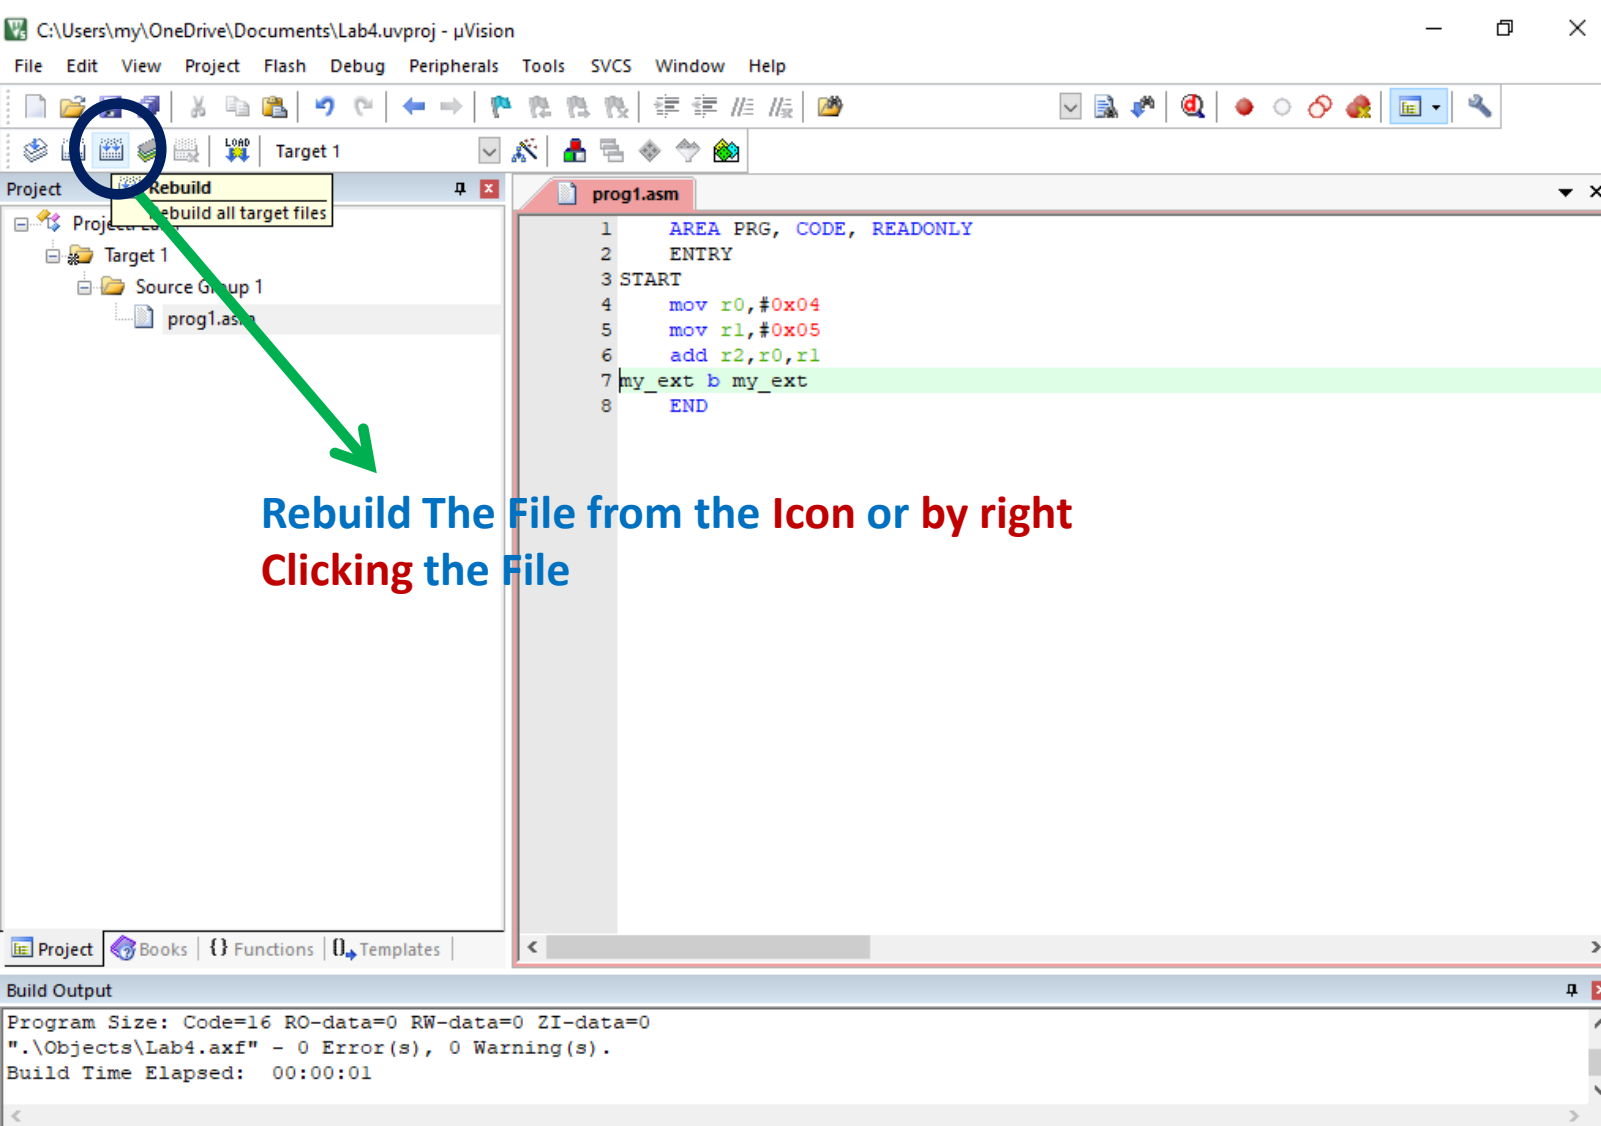 C:\Users\my\OneDrive\Documents\Lab4.uvproj - µVision
File Edit View Project Flash Debug Peripherals Tools SVCS Window Help
LOAD
Target 1
Project
Rebuild
Rebuild all target files
Target 1
Source Group 1
prog1.asm
prog1.asm
1 AREA PRG, CODE, READONLY
2 ENTRY
3 START
4 mov r0,#0x04
5 mov r1,#0x05
6 add r2,r0,r1
7 my_ext b my_ext
8 END
Rebuild The File from the Icon or by right
Clicking the File
Project Books {} Functions Templates
Build Output
Program Size: Code=16 RO-data=0 RW-data=0 ZI-data=0
".\Objects\Lab4.axf" - 0 Error(s), 0 Warning(s).
Build Time Elapsed:  00:00:01